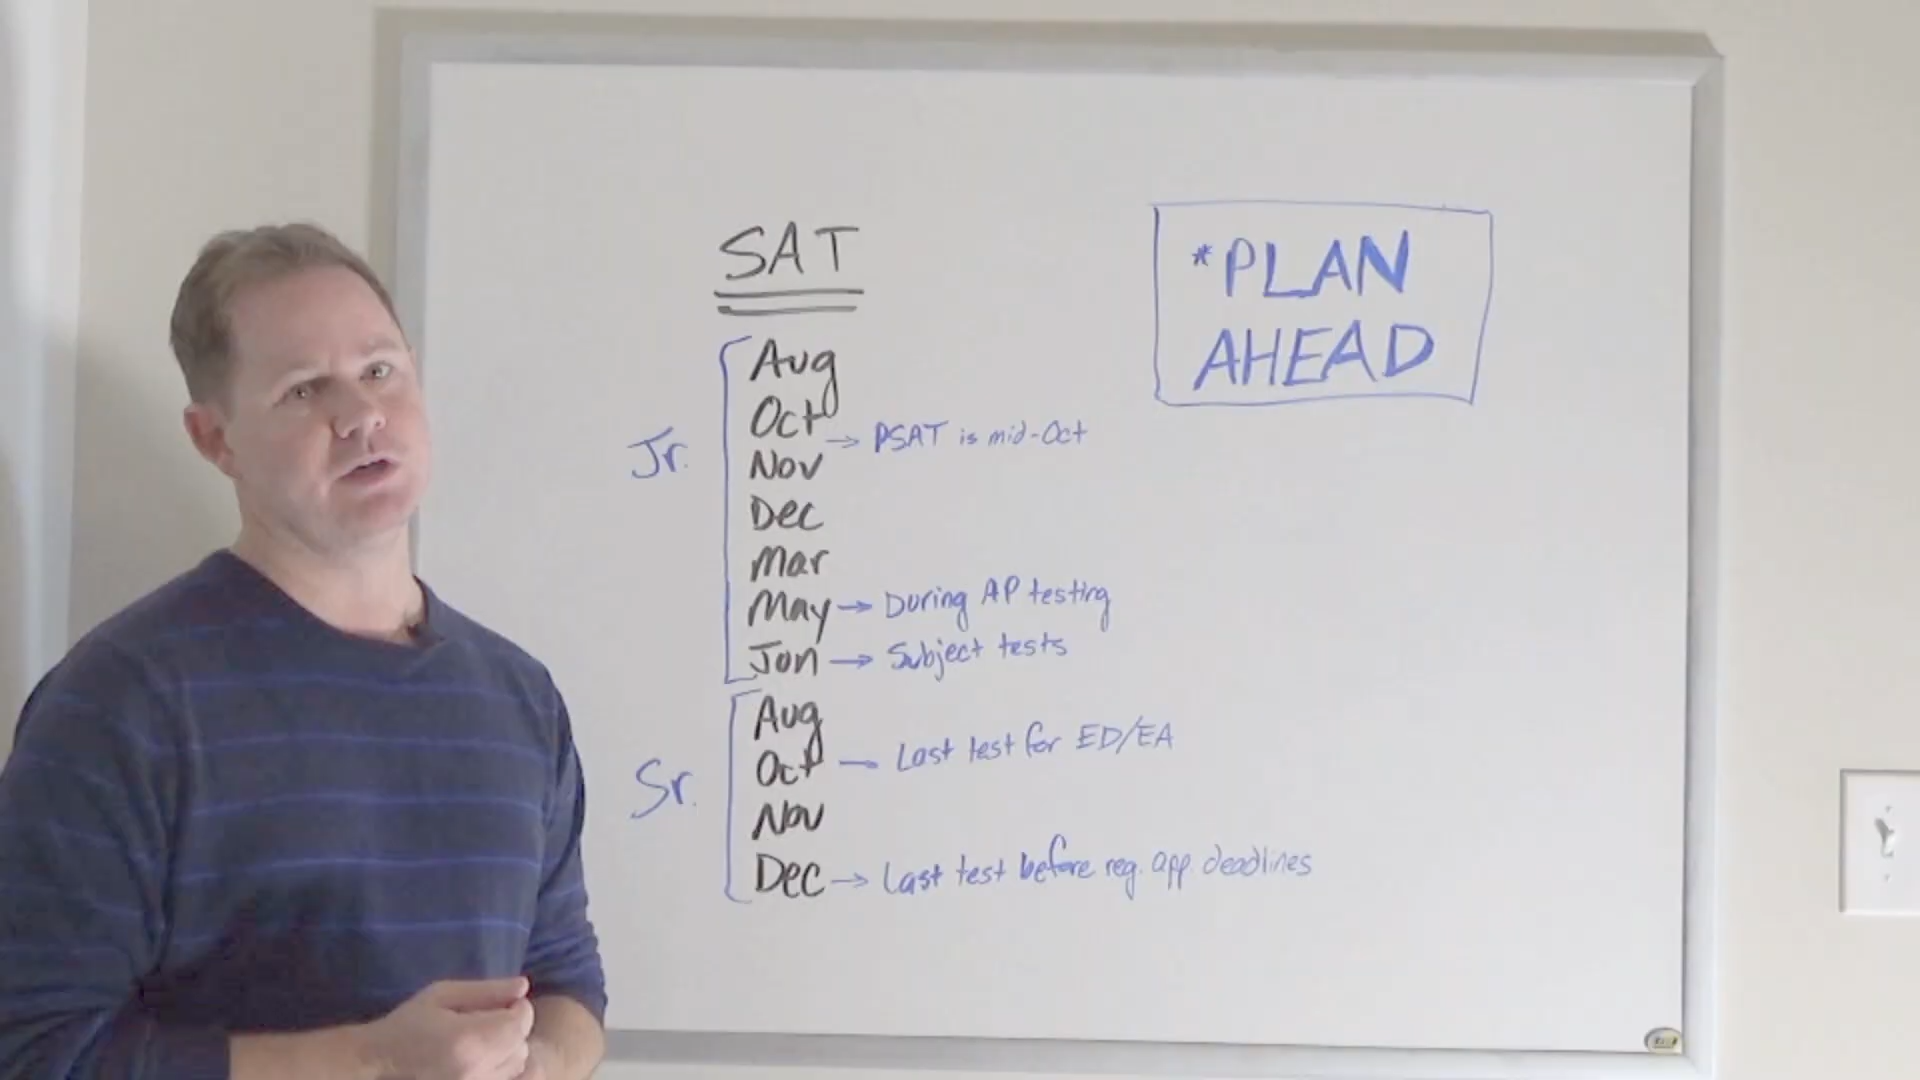 SAT
*PLAN
AHEAD
Jr.
Aug
Oct
→ PSAT is mid-Oct
Nov
Dec
Mar
May → During AP testing
Jun → Subject tests
Sr.
Aug
Oct → Last test for ED/EA
Nov
Dec → Last test before reg. app. deadlines